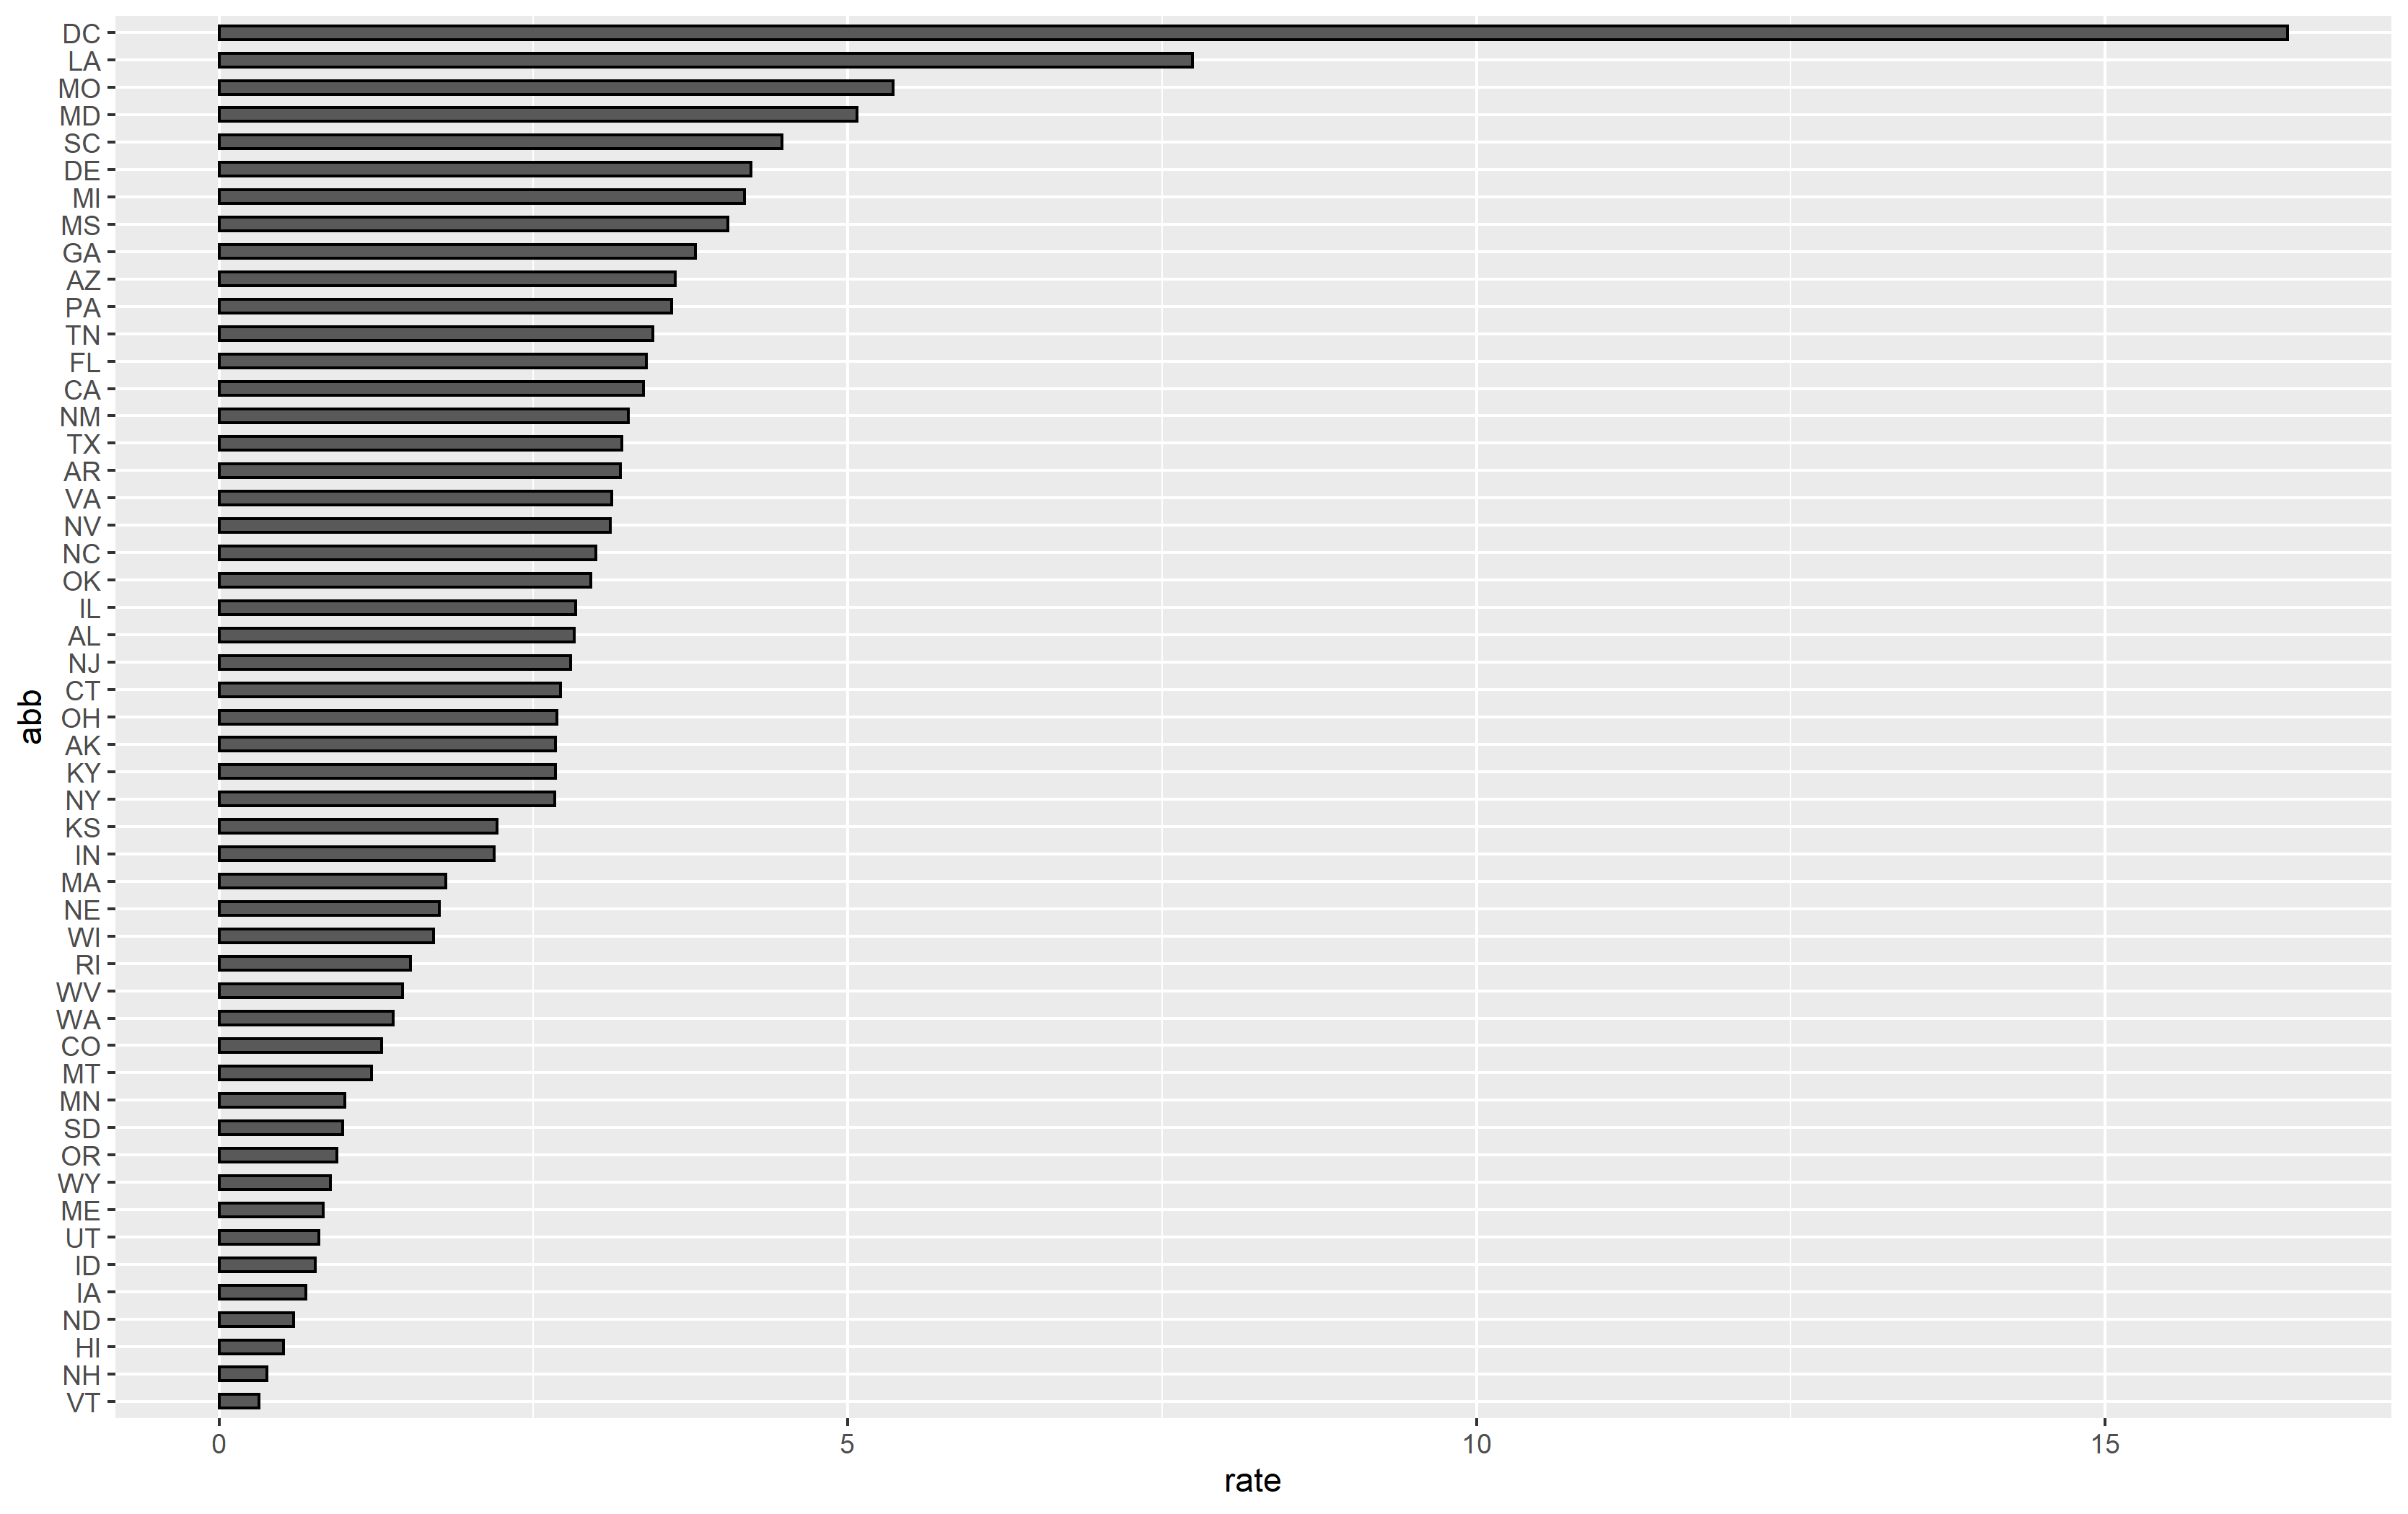 DC
LA
MO
MD
SC
DE
MI
MS
GA
AZ
PA
TN
FL
CA
NM
TX
AR
VA
NV
NC
OK
IL
AL
NJ
CT
OH
AK
KY
NY
KS
IN
MA
NE
WI
RI
WV
WA
CO
MT
MN
SD
OR
WY
ME
UT
ID
IA
ND
HI
NH
VT
abb
0 5 10 15
rate